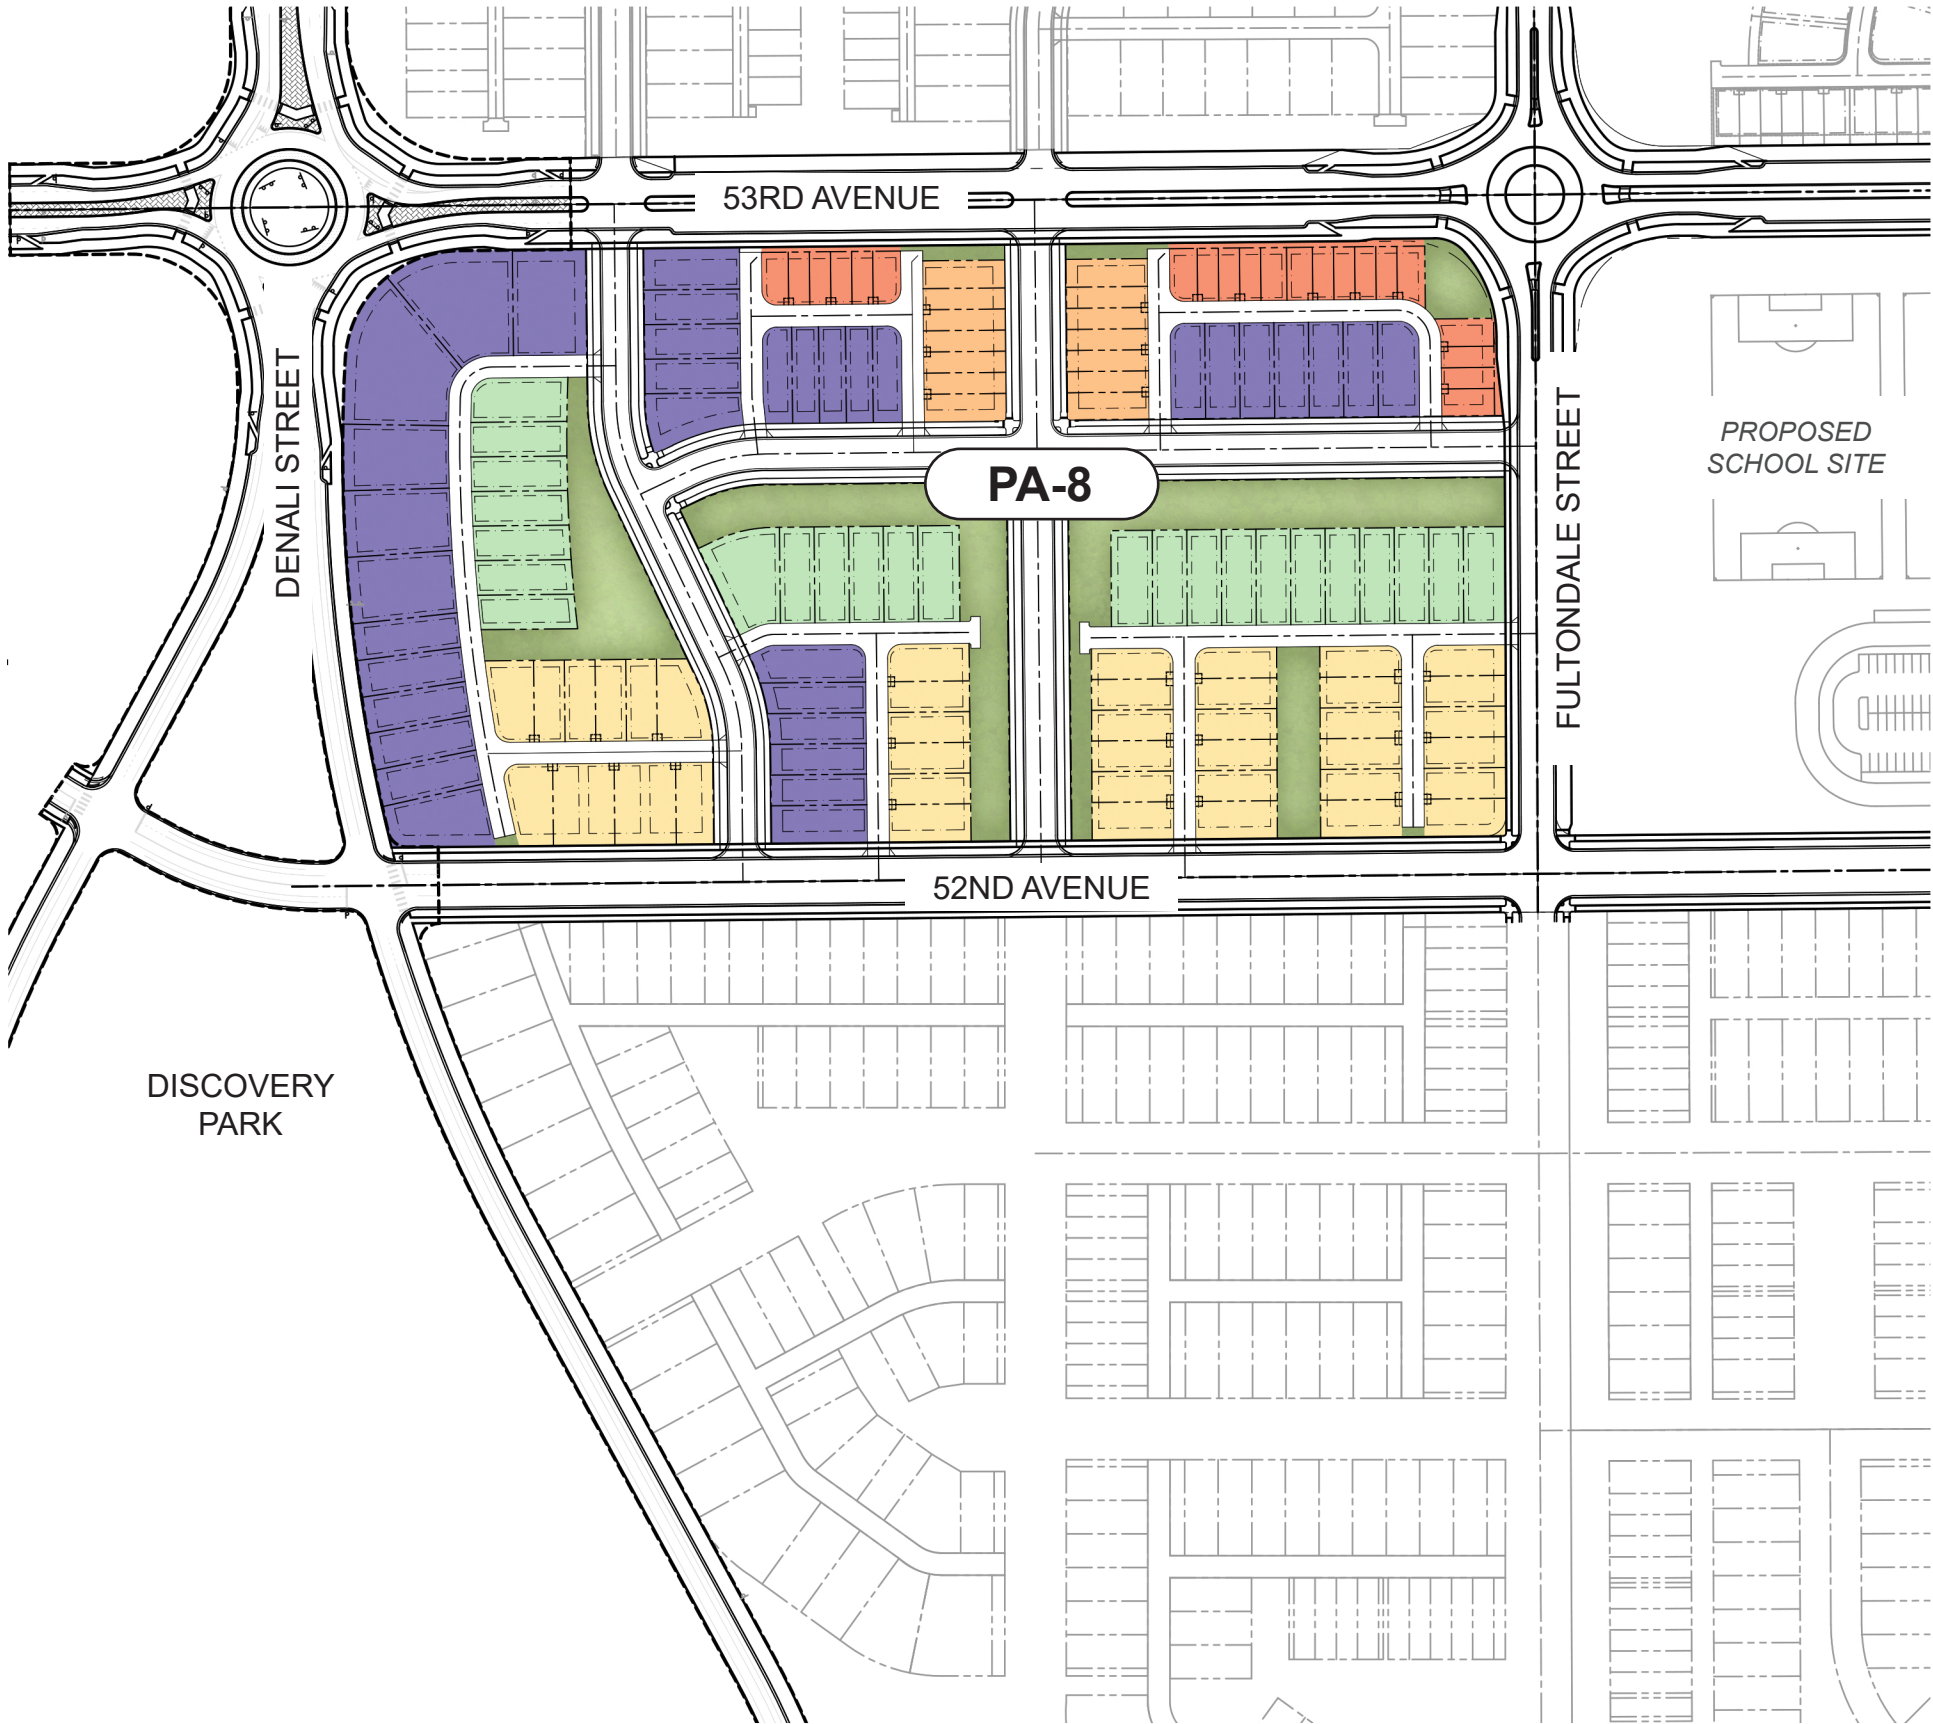 53RD AVENUE
DENALI STREET
PROPOSED
SCHOOL SITE
PA-8
FULTONDALE STREET
52ND AVENUE
DISCOVERY
PARK